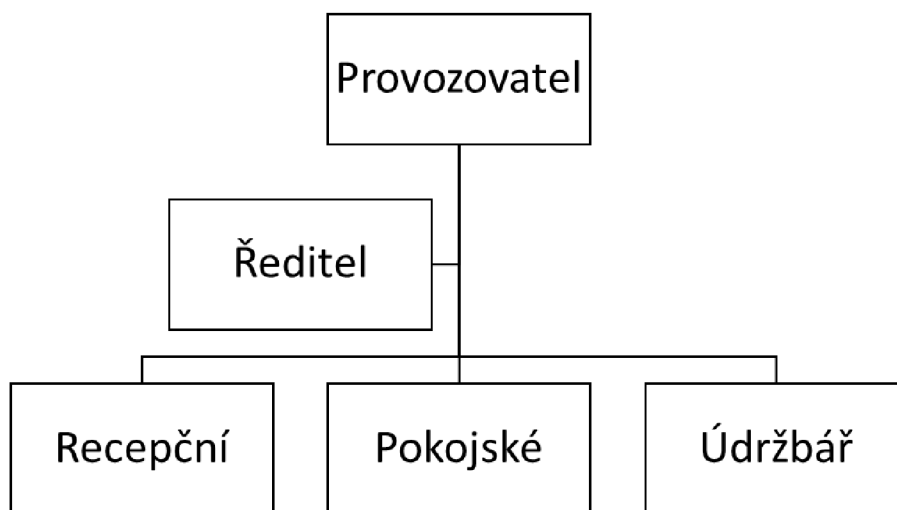 Provozovatel
Ředitel
Recepční
Pokojské
Údržbář